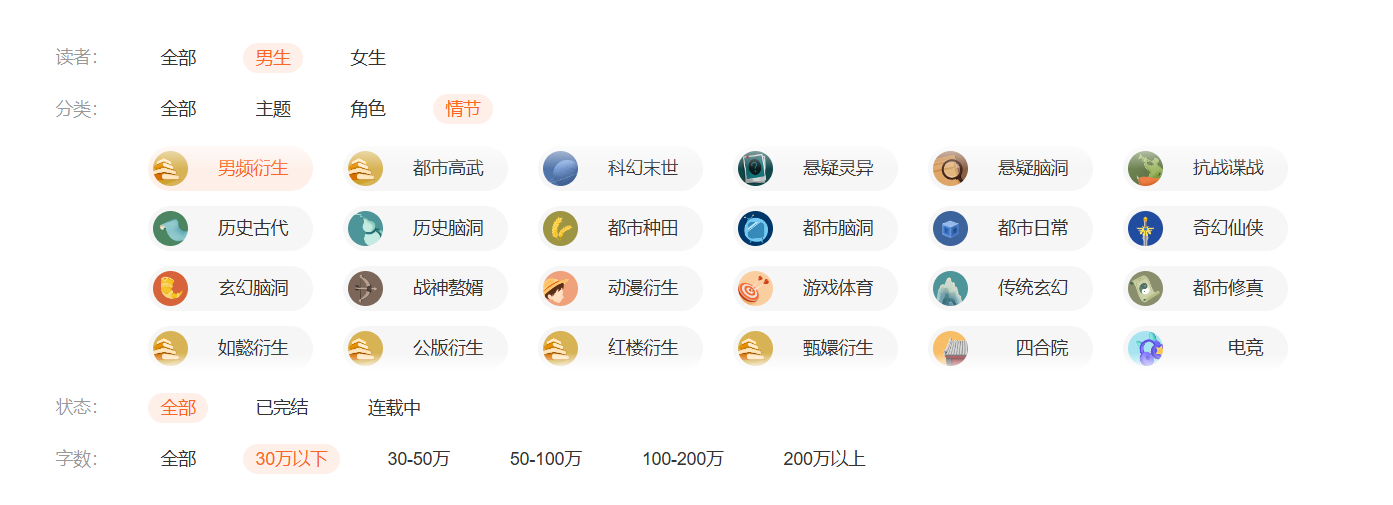 读者： 全部 男生 女生
分类： 全部 主题 角色 情节
男频衍生 都市高武 科幻末世 悬疑灵异 悬疑脑洞 抗战谍战
历史古代 历史脑洞 都市种田 都市脑洞 都市日常 奇幻仙侠
玄幻脑洞 战神赘婿 动漫衍生 游戏体育 传统玄幻 都市修真
如懿衍生 公版衍生 红楼衍生 甄嬛衍生 四合院 电竞
状态： 全部 已完结 连载中
字数： 全部 30万以下 30-50万 50-100万 100-200万 200万以上